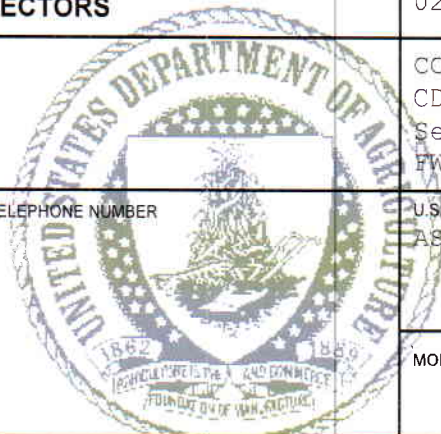 ECTORS
02
CO
CD
Se
FW
ELEPHONE NUMBER
U.S
AS
MO
UNITED STATES DEPARTMENT OF AGRICULTURE
1862 1889
AGRICULTURE IS THE AND COMMERCE
FOUNDATION OF MANUFACTURE